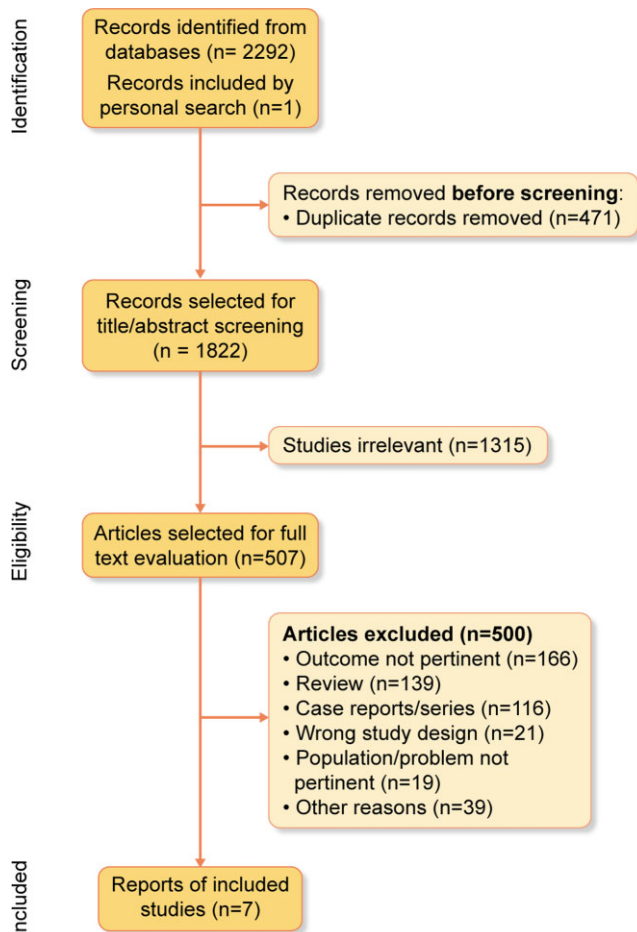 Identification
Records identified from
databases (n= 2292)
Records included by
personal search (n=1)
Records removed before screening:
• Duplicate records removed (n=471)
Screening
Records selected for
title/abstract screening
(n = 1822)
Studies irrelevant (n=1315)
Eligibility
Articles selected for full
text evaluation (n=507)
Articles excluded (n=500)
• Outcome not pertinent (n=166)
• Review (n=139)
• Case reports/series (n=116)
• Wrong study design (n=21)
• Population/problem not
pertinent (n=19)
• Other reasons (n=39)
ncluded
Reports of included
studies (n=7)